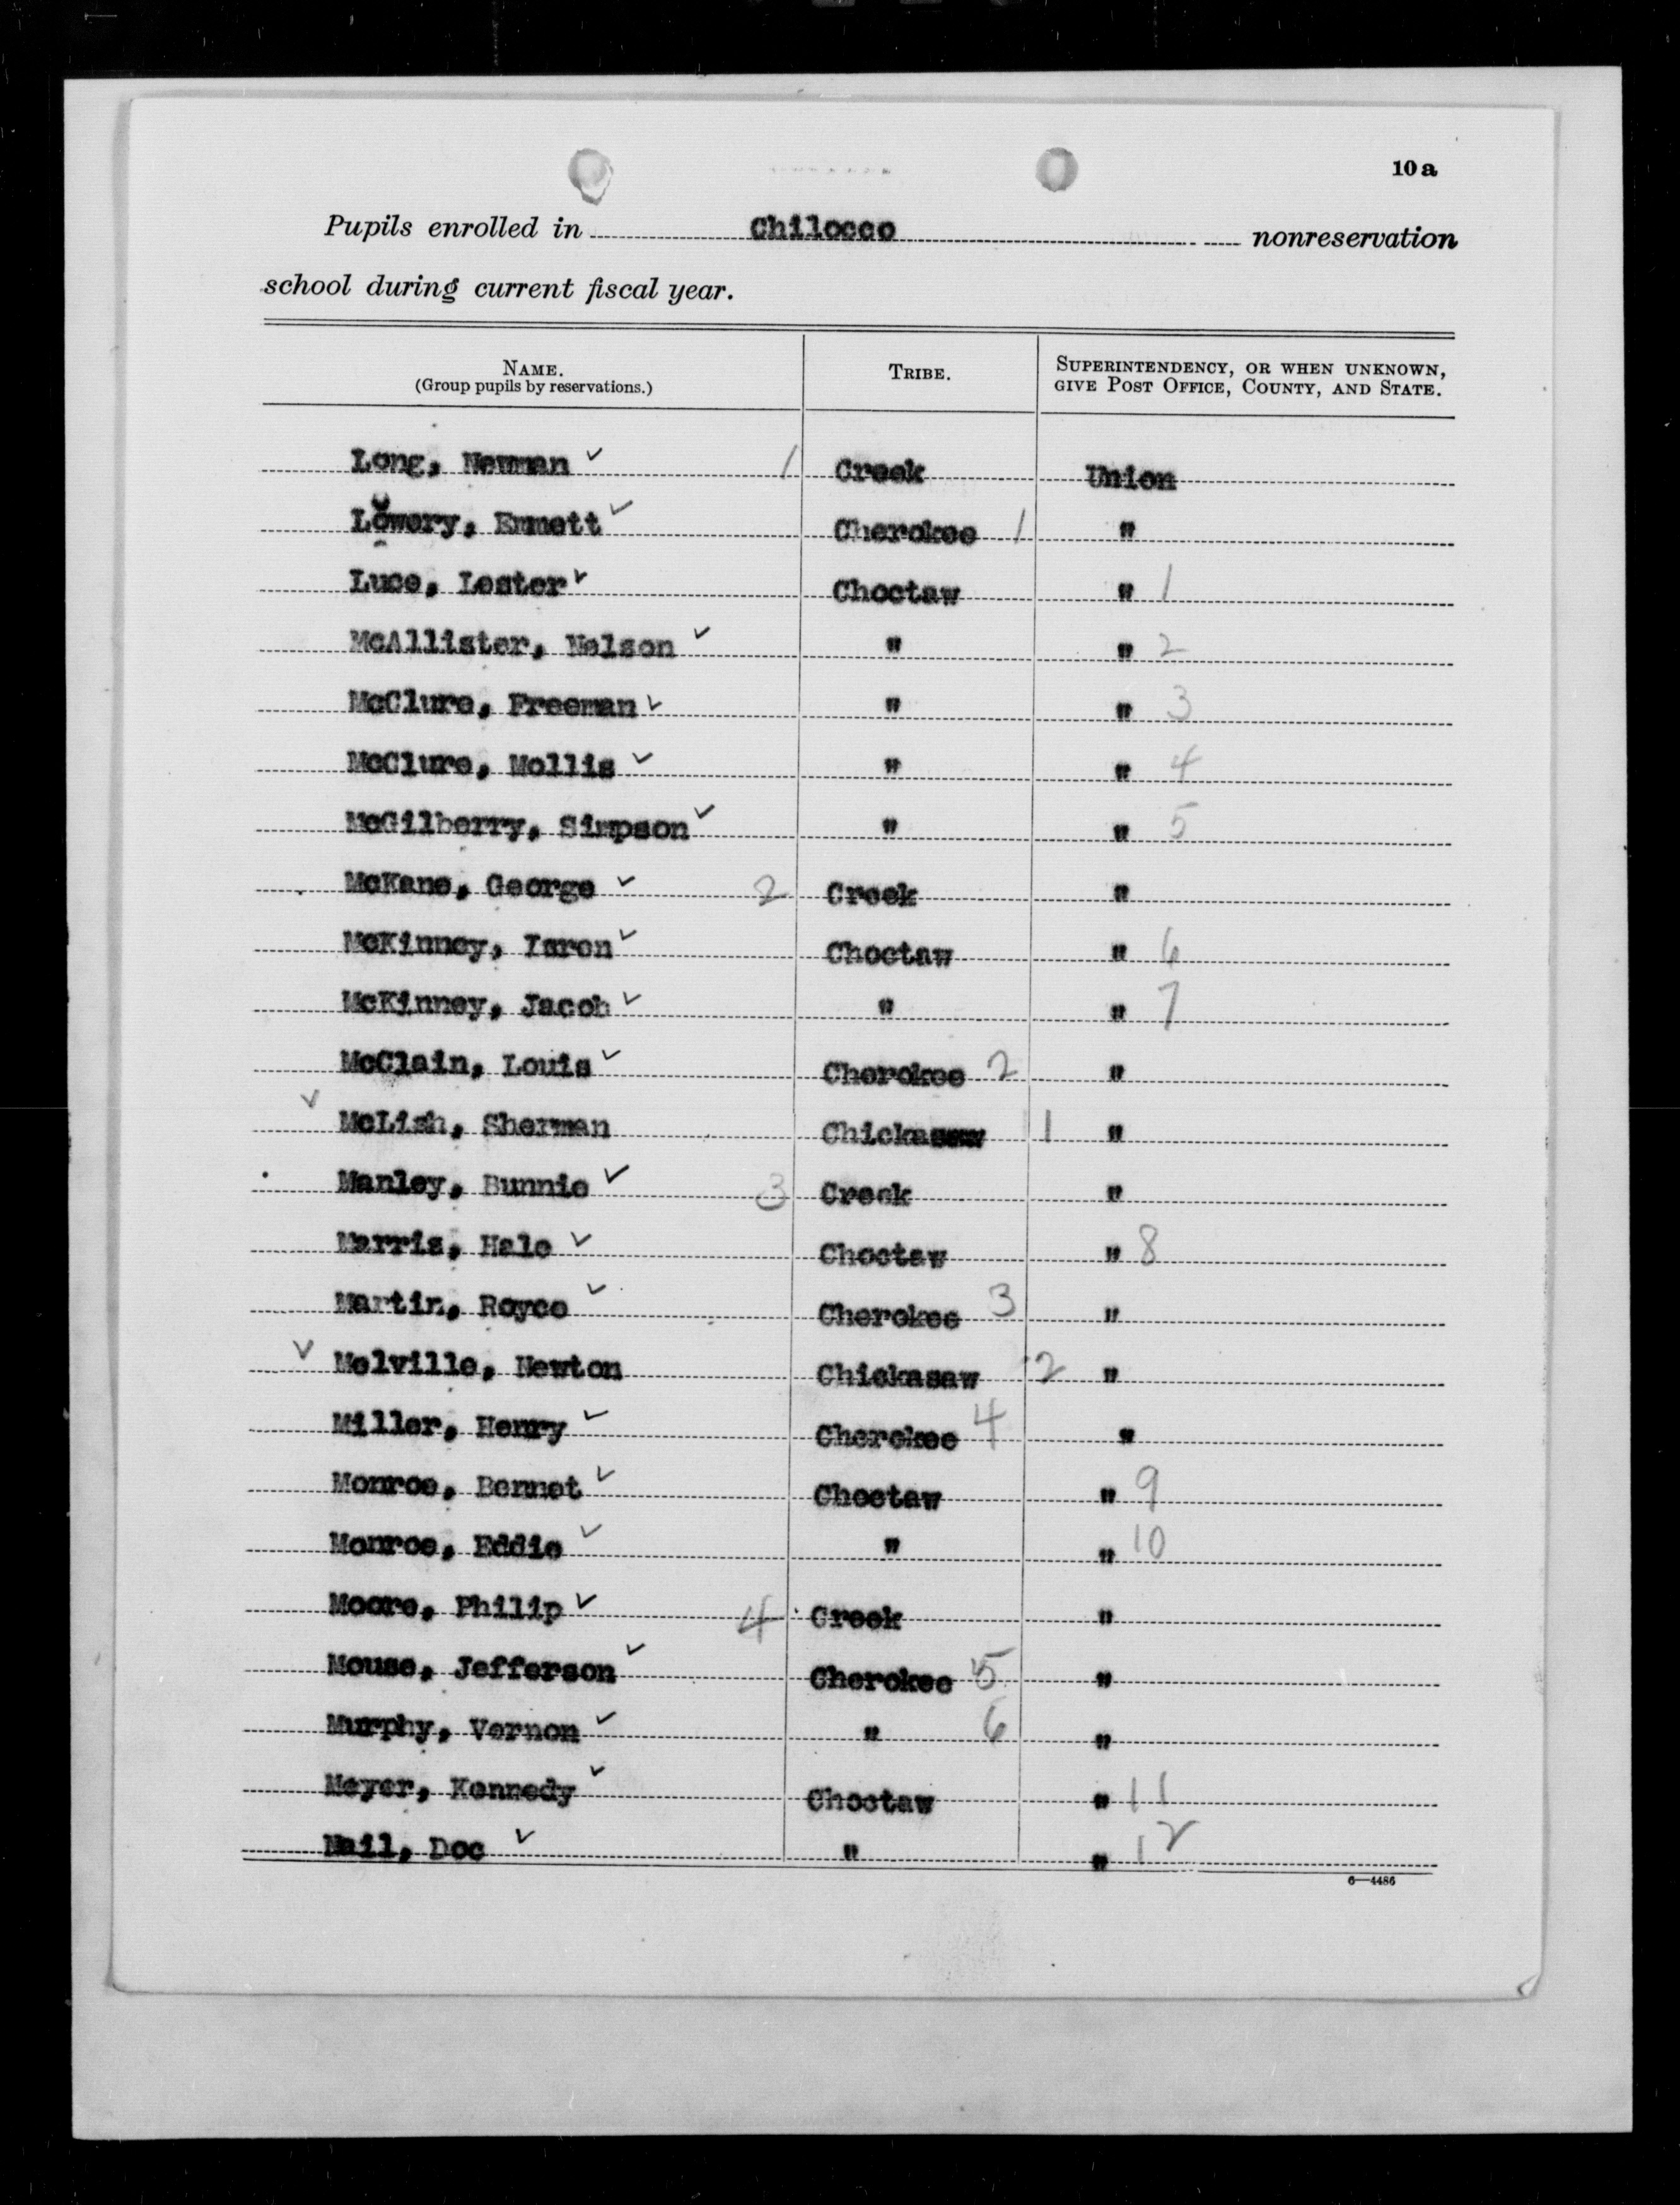 10a
Pupils enrolled in Chilocco nonreservation
school during current fiscal year.
NAME. TRIBE. SUPERINTENDENCY, OR WHEN UNKNOWN,
(Group pupils by reservations.) GIVE POST OFFICE, COUNTY, AND STATE.
Long, Newman ✓ 1 Creek Union
Lowery, Emmett ✓ Cherokee 1 "
Luce, Lester ✓ Choctaw " 1
McAllister, Nelson ✓ " " 2
McClure, Freeman ✓ " " 3
McClure, Mollis ✓ " " 4
McGilberry, Simpson ✓ " " 5
McKane, George ✓ 2 Creek "
McKinney, Isron ✓ Choctaw " 6
McKinney, Jacob ✓ " " 7
McClain, Louis ✓ Cherokee 2 "
✓ McLish, Sherman Chickasaw 1 "
Manley, Bunnie ✓ 3 Creek "
Marris, Hale ✓ Choctaw " 8
Martin, Royce ✓ Cherokee 3 "
✓ Melville, Newton Chickasaw 2 "
Miller, Henry ✓ Cherokee 4 "
Monroe, Bennet ✓ Choctaw " 9
Monroe, Eddie ✓ " " 10
Moore, Philip ✓ 4 Creek "
Mouse, Jefferson ✓ Cherokee 5 "
Murphy, Vernon ✓ " 6 "
Meyer, Kennedy ✓ Choctaw " 11
Nail, Doc ✓ " " 12
6—4486